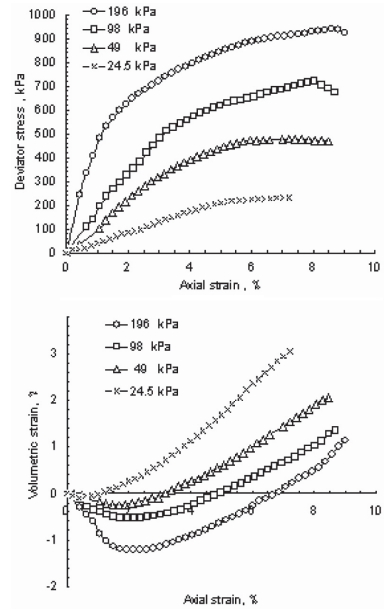 1000
900
800
700
600
500
400
300
200
100
0
Deviator stress , kPa
196 kPa
98 kPa
49 kPa
24.5 kPa
0 2 4 6 8 10
Axial strain , %
3
2
1
0
-1
-2
Volumetric strain, %
196 kPa
98 kPa
49 kPa
24.5 kPa
0 2 4 6 8 10
Axial strain, %